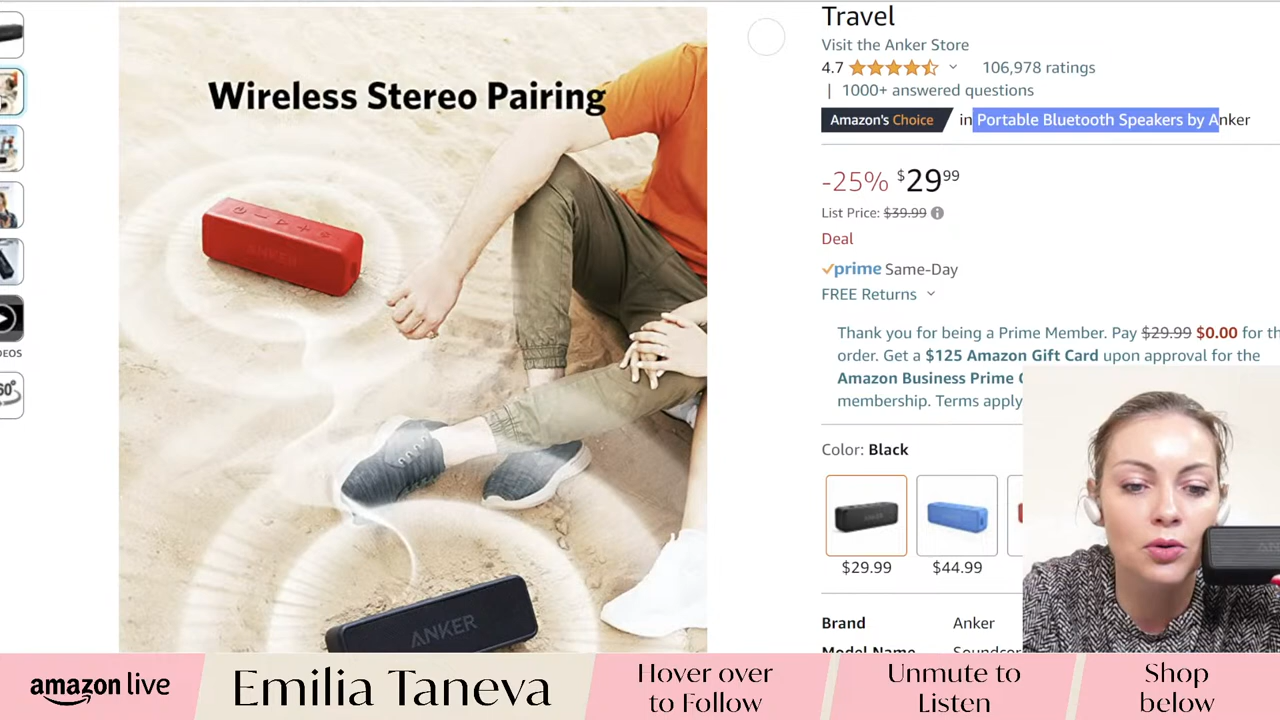 Travel
Visit the Anker Store
4.7 106,978 ratings
| 1000+ answered questions
Amazon's Choice in Portable Bluetooth Speakers by Anker
-25% $29 99
List Price: $39.99
Deal
prime Same-Day
FREE Returns
Thank you for being a Prime Member. Pay $29.99 $0.00 for
order. Get a $125 Amazon Gift Card upon approval for the
Amazon Business Prime
membership. Terms apply
Color: Black
$29.99 $44.99
Brand Anker
Model Name
Wireless Stereo Pairing
ANKER
ANKER
amazon live
Emilia Taneva
Hover over
to Follow
Unmute to
Listen
Shop
below